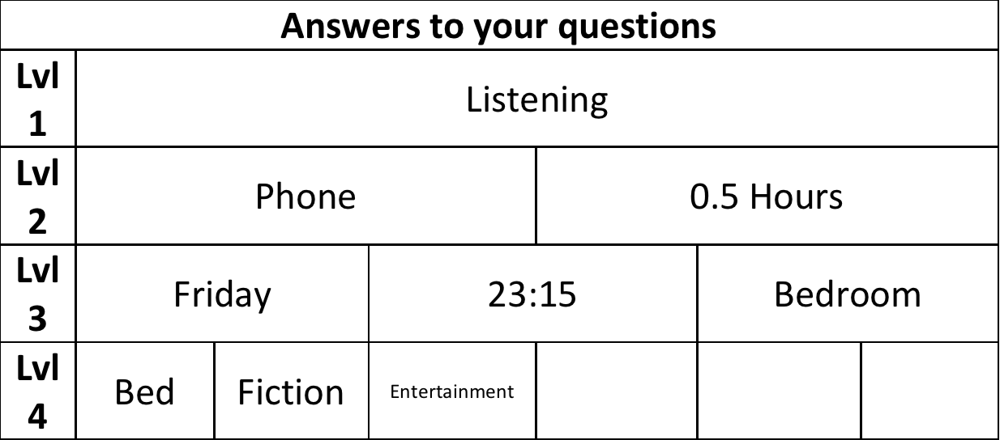 Answers to your questions
Lvl
1
Listening
Lvl
2
Phone
0.5 Hours
Lvl
3
Friday
23:15
Bedroom
Lvl
4
Bed
Fiction
Entertainment